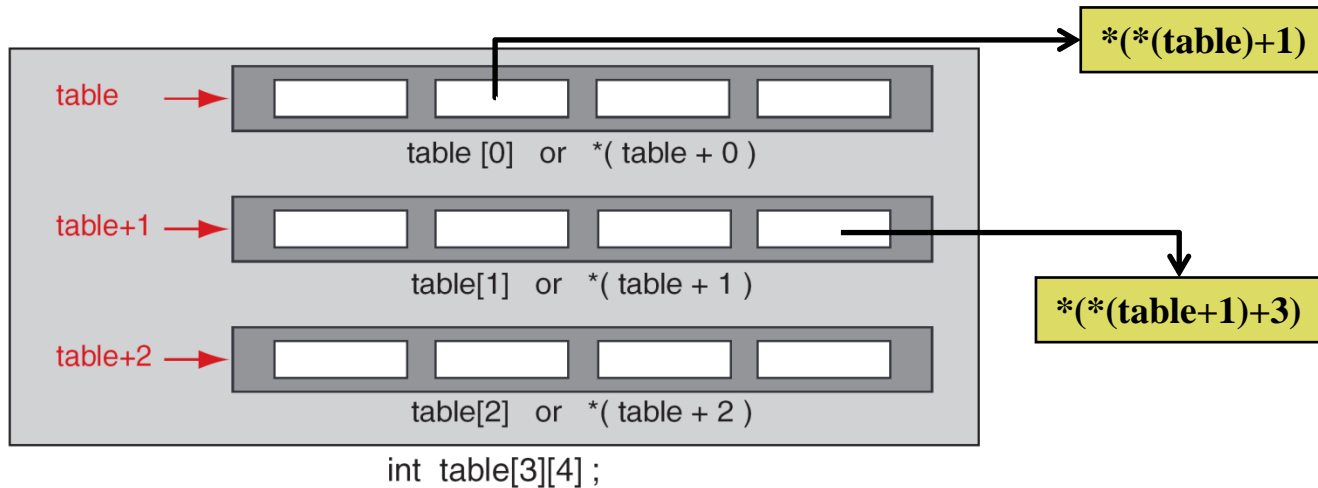 *(*(table)+1)
table
table [0] or *( table + 0 )
table+1
table[1] or *( table + 1 )
*(*(table+1)+3)
table+2
table[2] or *( table + 2 )
int table[3][4] ;